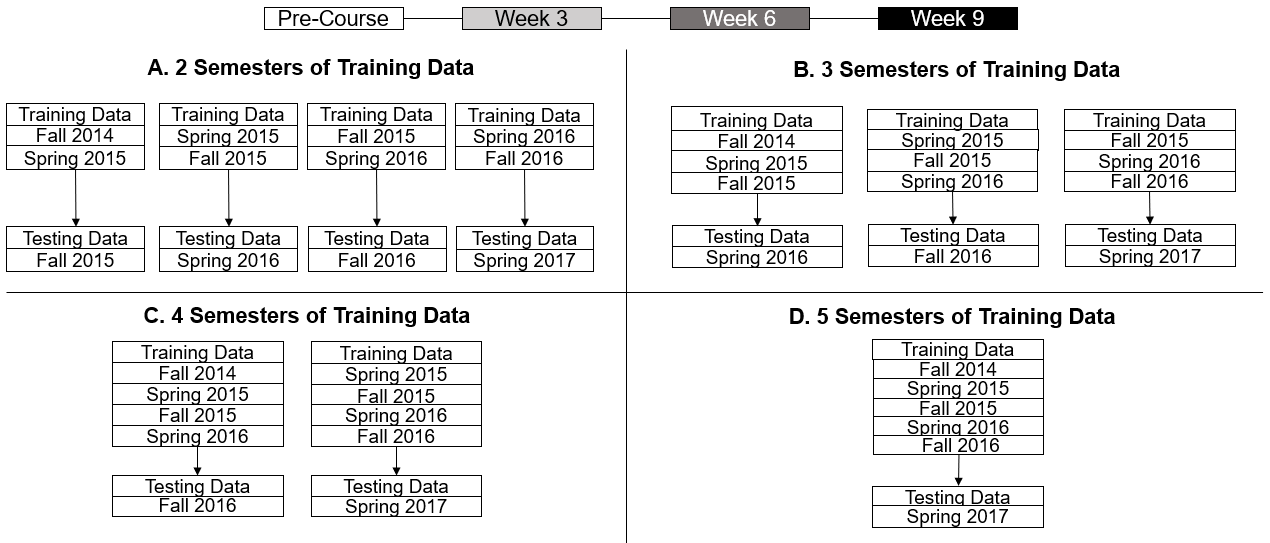 Pre-Course
Week 3
Week 6
Week 9
A. 2 Semesters of Training Data
Training Data
Fall 2014
Spring 2015
Testing Data
Fall 2015
Training Data
Spring 2015
Fall 2015
Testing Data
Spring 2016
Training Data
Fall 2015
Spring 2016
Testing Data
Fall 2016
Training Data
Spring 2016
Fall 2016
Testing Data
Spring 2017
B. 3 Semesters of Training Data
Training Data
Fall 2014
Spring 2015
Fall 2015
Testing Data
Spring 2016
Training Data
Spring 2015
Fall 2015
Spring 2016
Testing Data
Fall 2016
Training Data
Fall 2015
Spring 2016
Fall 2016
Testing Data
Spring 2017
C. 4 Semesters of Training Data
Training Data
Fall 2014
Spring 2015
Fall 2015
Spring 2016
Testing Data
Fall 2016
Training Data
Spring 2015
Fall 2015
Spring 2016
Fall 2016
Testing Data
Spring 2017
D. 5 Semesters of Training Data
Training Data
Fall 2014
Spring 2015
Fall 2015
Spring 2016
Fall 2016
Testing Data
Spring 2017